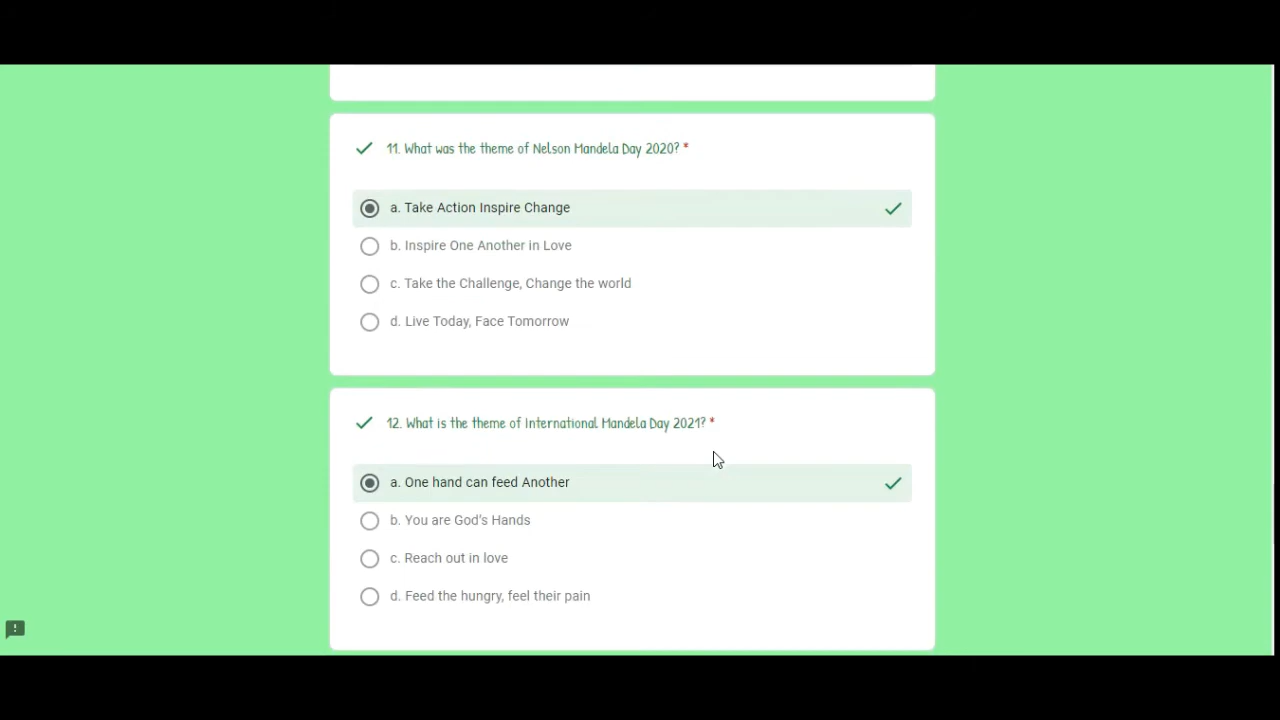 11. What was the theme of Nelson Mandela Day 2020? *
a. Take Action Inspire Change
b. Inspire One Another in Love
c. Take the Challenge, Change the world
d. Live Today, Face Tomorrow
12. What is the theme of International Mandela Day 2021? *
a. One hand can feed Another
b. You are God's Hands
c. Reach out in love
d. Feed the hungry, feel their pain